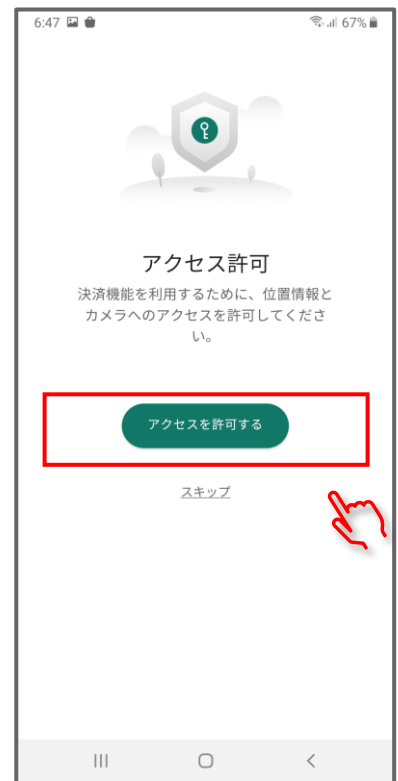 6:47 67%
アクセス許可
決済機能を利用するために、位置情報と
カメラへのアクセスを許可してくださ
い。
アクセスを許可する
スキップ